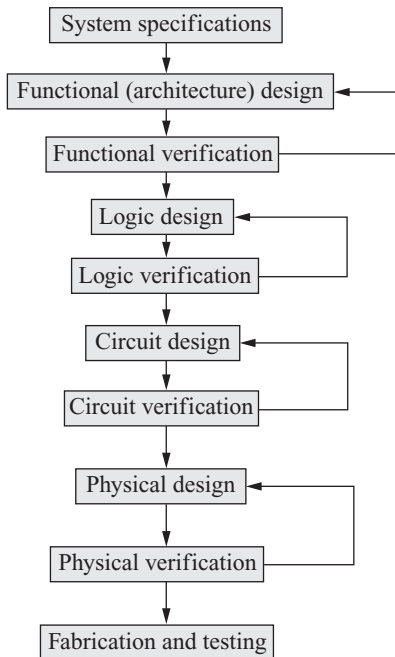 System specifications
Functional (architecture) design
Functional verification
Logic design
Logic verification
Circuit design
Circuit verification
Physical design
Physical verification
Fabrication and testing